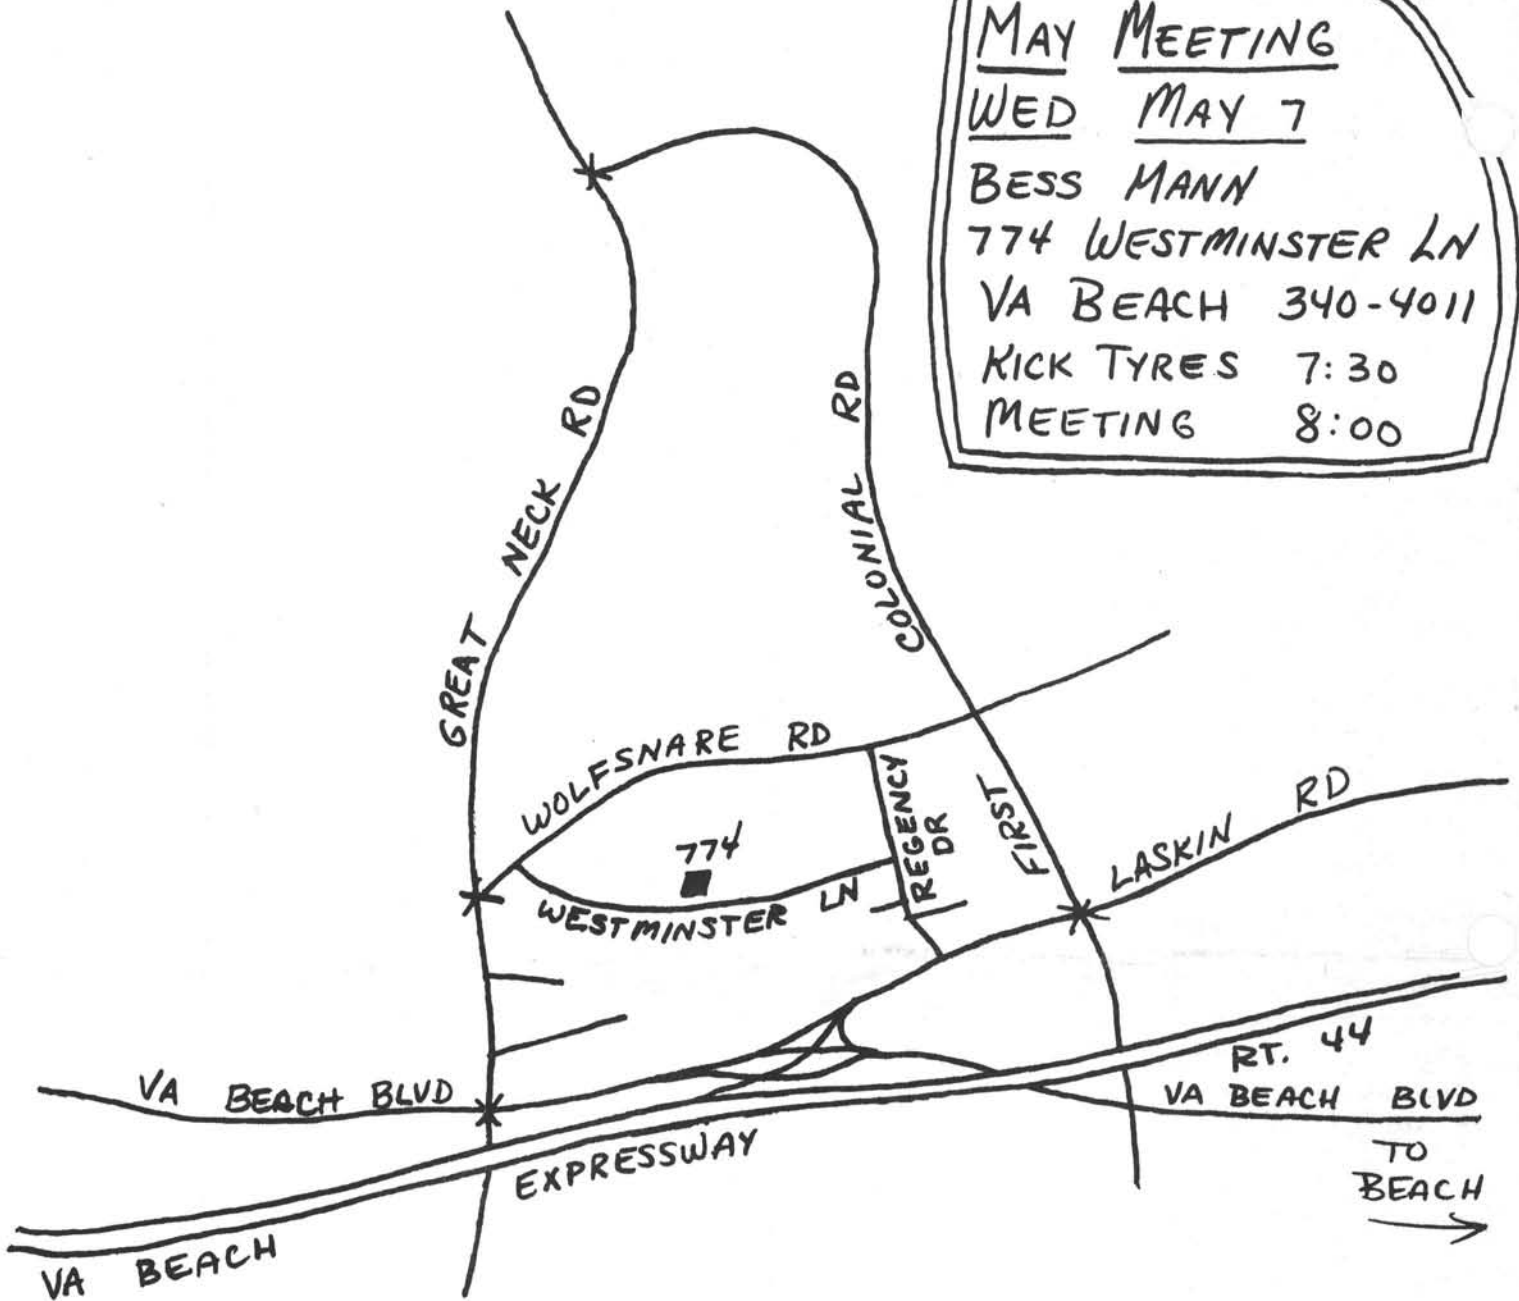 MAY MEETING
WED MAY 7
BESS MANN
774 WESTMINSTER LN
VA BEACH 340-4011
KICK TYRES 7:30
MEETING 8:00
GREAT NECK RD
FIRST COLONIAL RD
WOLFSNARE RD
REGENCY DR
LASKIN RD
774
WESTMINSTER LN
VA BEACH BLVD
RT. 44
VA BEACH BLVD
TO
BEACH
VA BEACH EXPRESSWAY